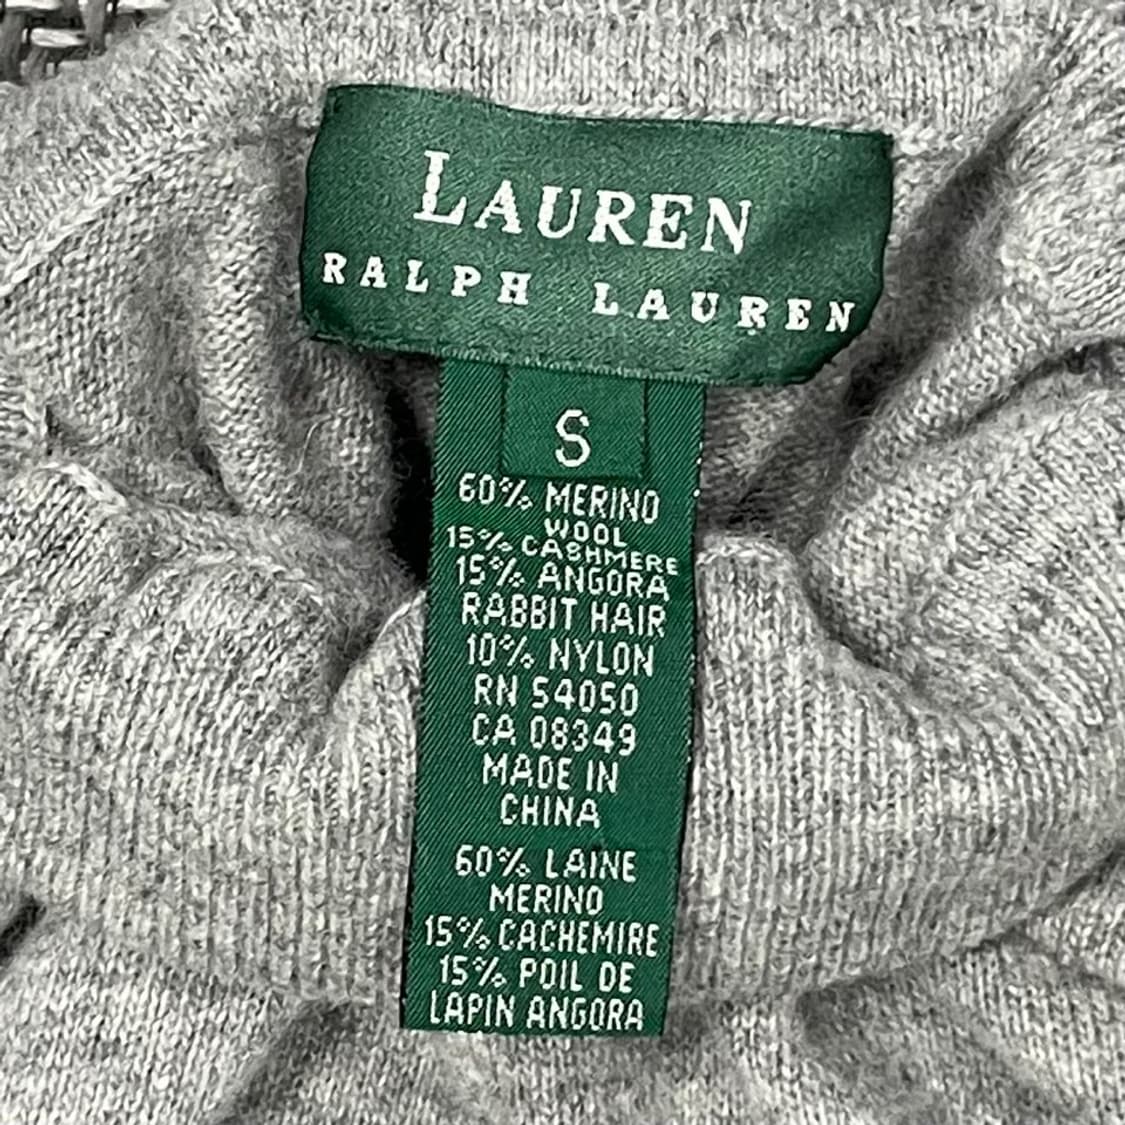 LAUREN
RALPH LAUREN
S
60% MERINO
WOOL
15% CASHMERE
15% ANGORA
RABBIT HAIR
10% NYLON
RN 54050
CA 08349
MADE IN
CHINA
60% LAINE
MERINO
15% CACHEMIRE
15% POIL DE
LAPIN ANGORA